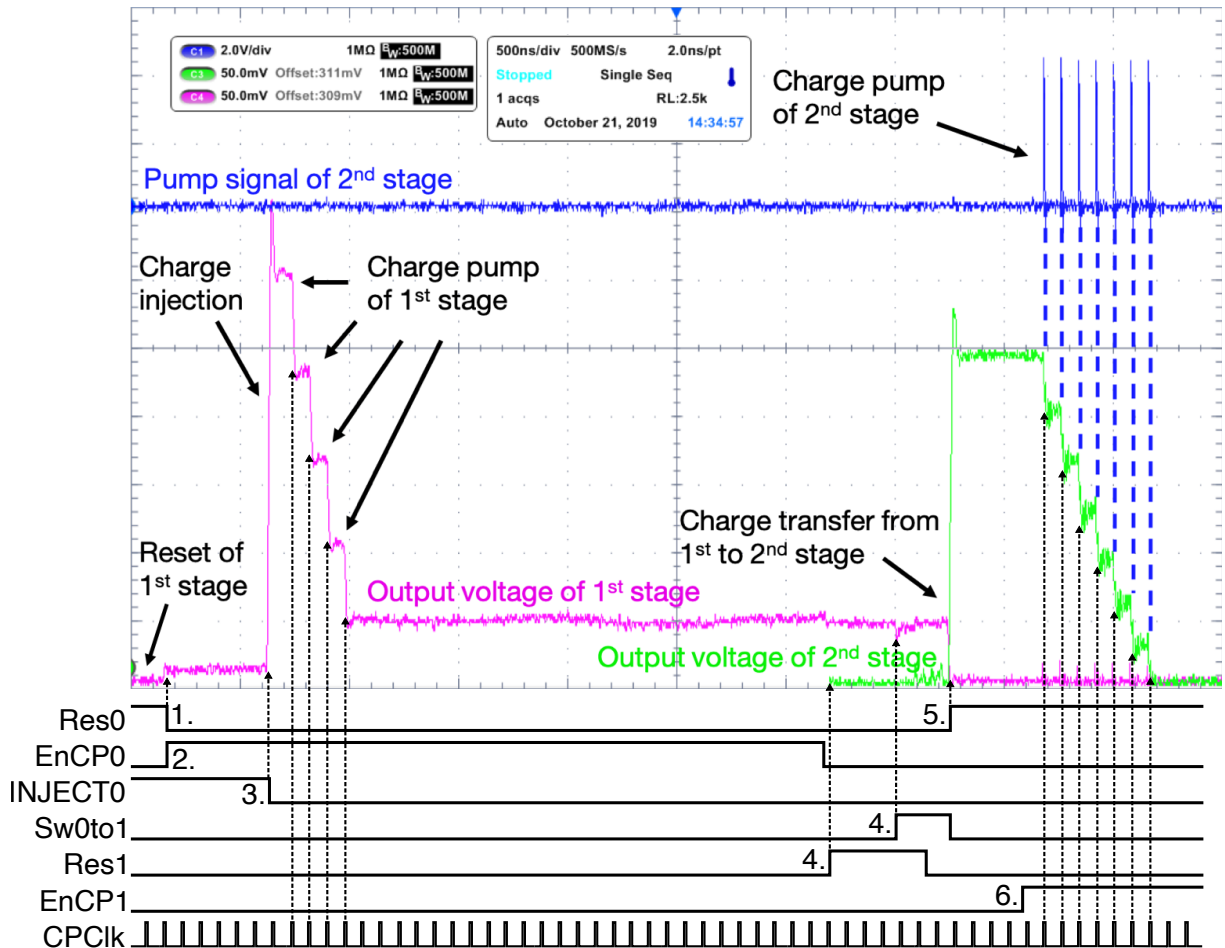 C1 2.0V/div 1MΩ BW:500M
C3 50.0mV Offset:311mV 1MΩ BW:500M
C4 50.0mV Offset:309mV 1MΩ BW:500M
500ns/div 500MS/s 2.0ns/pt
Stopped Single Seq
1 acqs RL:2.5k
Auto October 21, 2019 14:34:57
Charge pump
of 2nd stage
Pump signal of 2nd stage
Charge
injection
Charge pump
of 1st stage
Reset of
1st stage
Charge transfer from
1st to 2nd stage
Output voltage of 1st stage
Output voltage of 2nd stage
Res0 1. 5.
EnCP0 2.
INJECT0 3.
Sw0to1 4.
Res1 4.
EnCP1 6.
CPClk